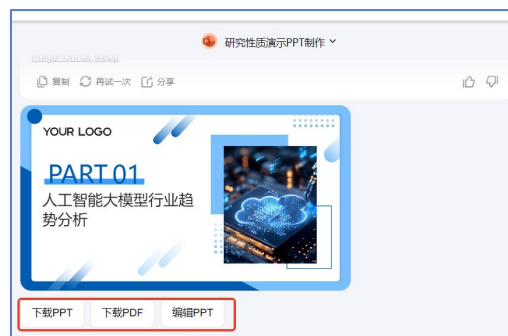 研究性质演示PPT制作
复制 再试一次 分享
YOUR LOGO
PART 01
人工智能大模型行业趋
势分析
下载PPT 下载PDF 编辑PPT